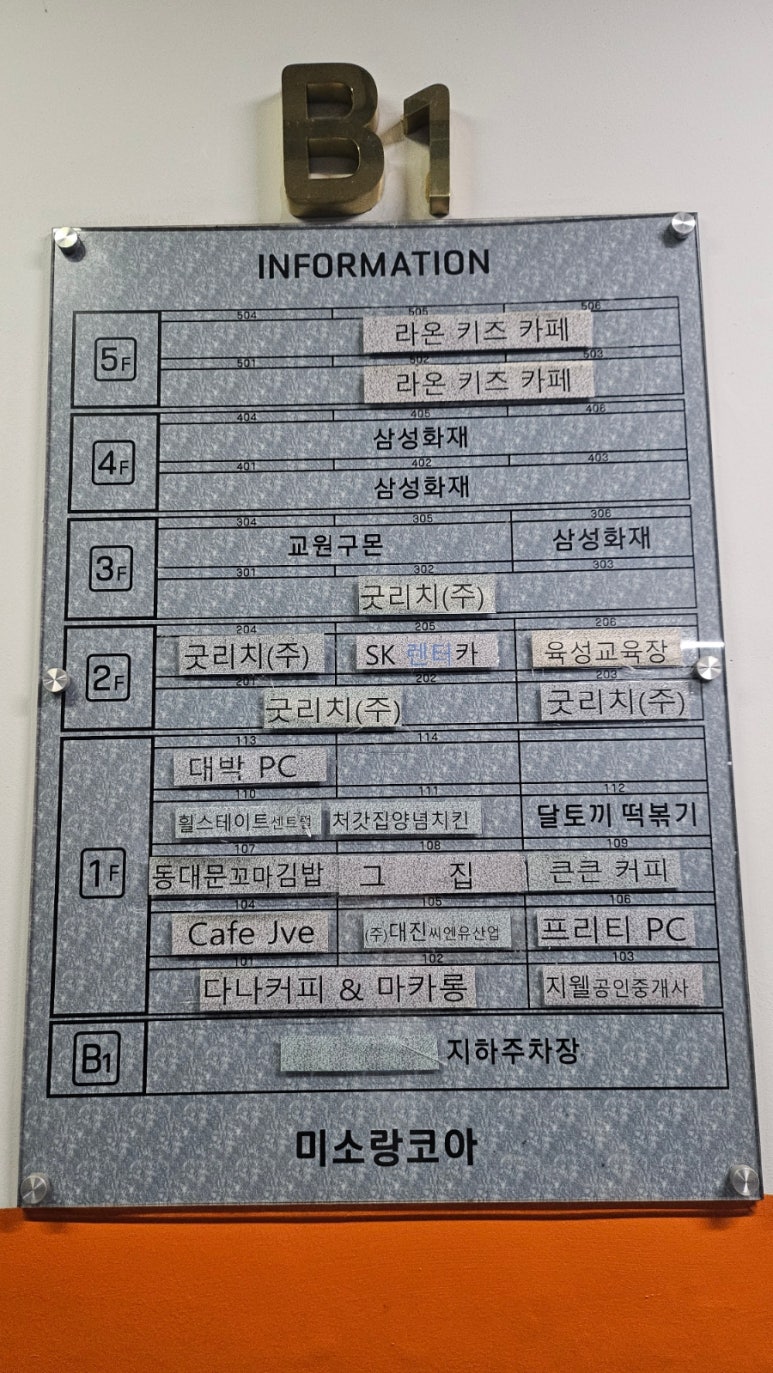 B1
INFORMATION
5F
504 505 506
라온 키즈 카페
501 502 503
라온 키즈 카페
4F
404 405 406
삼성화재
401 402 403
삼성화재
3F
304 305 306
교원구몬 삼성화재
301 302 303
굿리치(주)
2F
204 205 206
굿리치(주) SK 렌터카 육성교육장
201 202 203
굿리치(주) 굿리치(주)
1F
113 114
대박 PC
110 111 112
힐스테이트센트럴 처갓집양념치킨 달토끼 떡볶기
107 108 109
동대문꼬마김밥 그 집 큰큰 커피
104 105 106
Cafe Jve (주)대진씨엔유산업 프리티 PC
101 102 103
다나커피 & 마카롱 지웰공인중개사
B1
지하주차장
미소랑코아